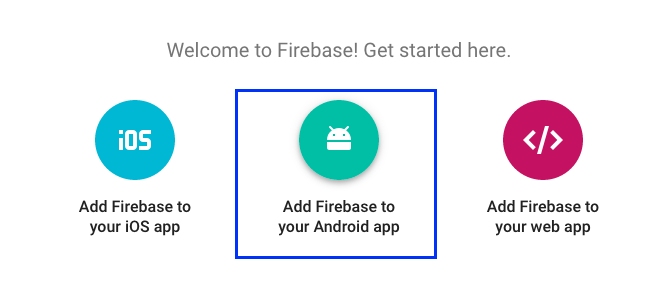 Welcome to Firebase! Get started here.
iOS
Add Firebase to
your iOS app
Add Firebase to
your Android app
</>
Add Firebase to
your web app